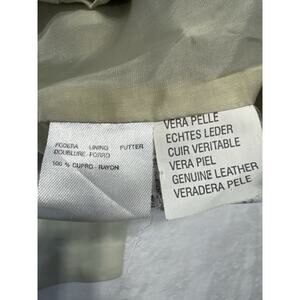 FODERA LINING FUTTER
DOUBLURE-FORRO
100 % CUPRO-RAYON
VERA PELLE
ECHTES LEDER
CUIR VERITABLE
VERA PIEL
GENUINE LEATHER
VERADERA PELE